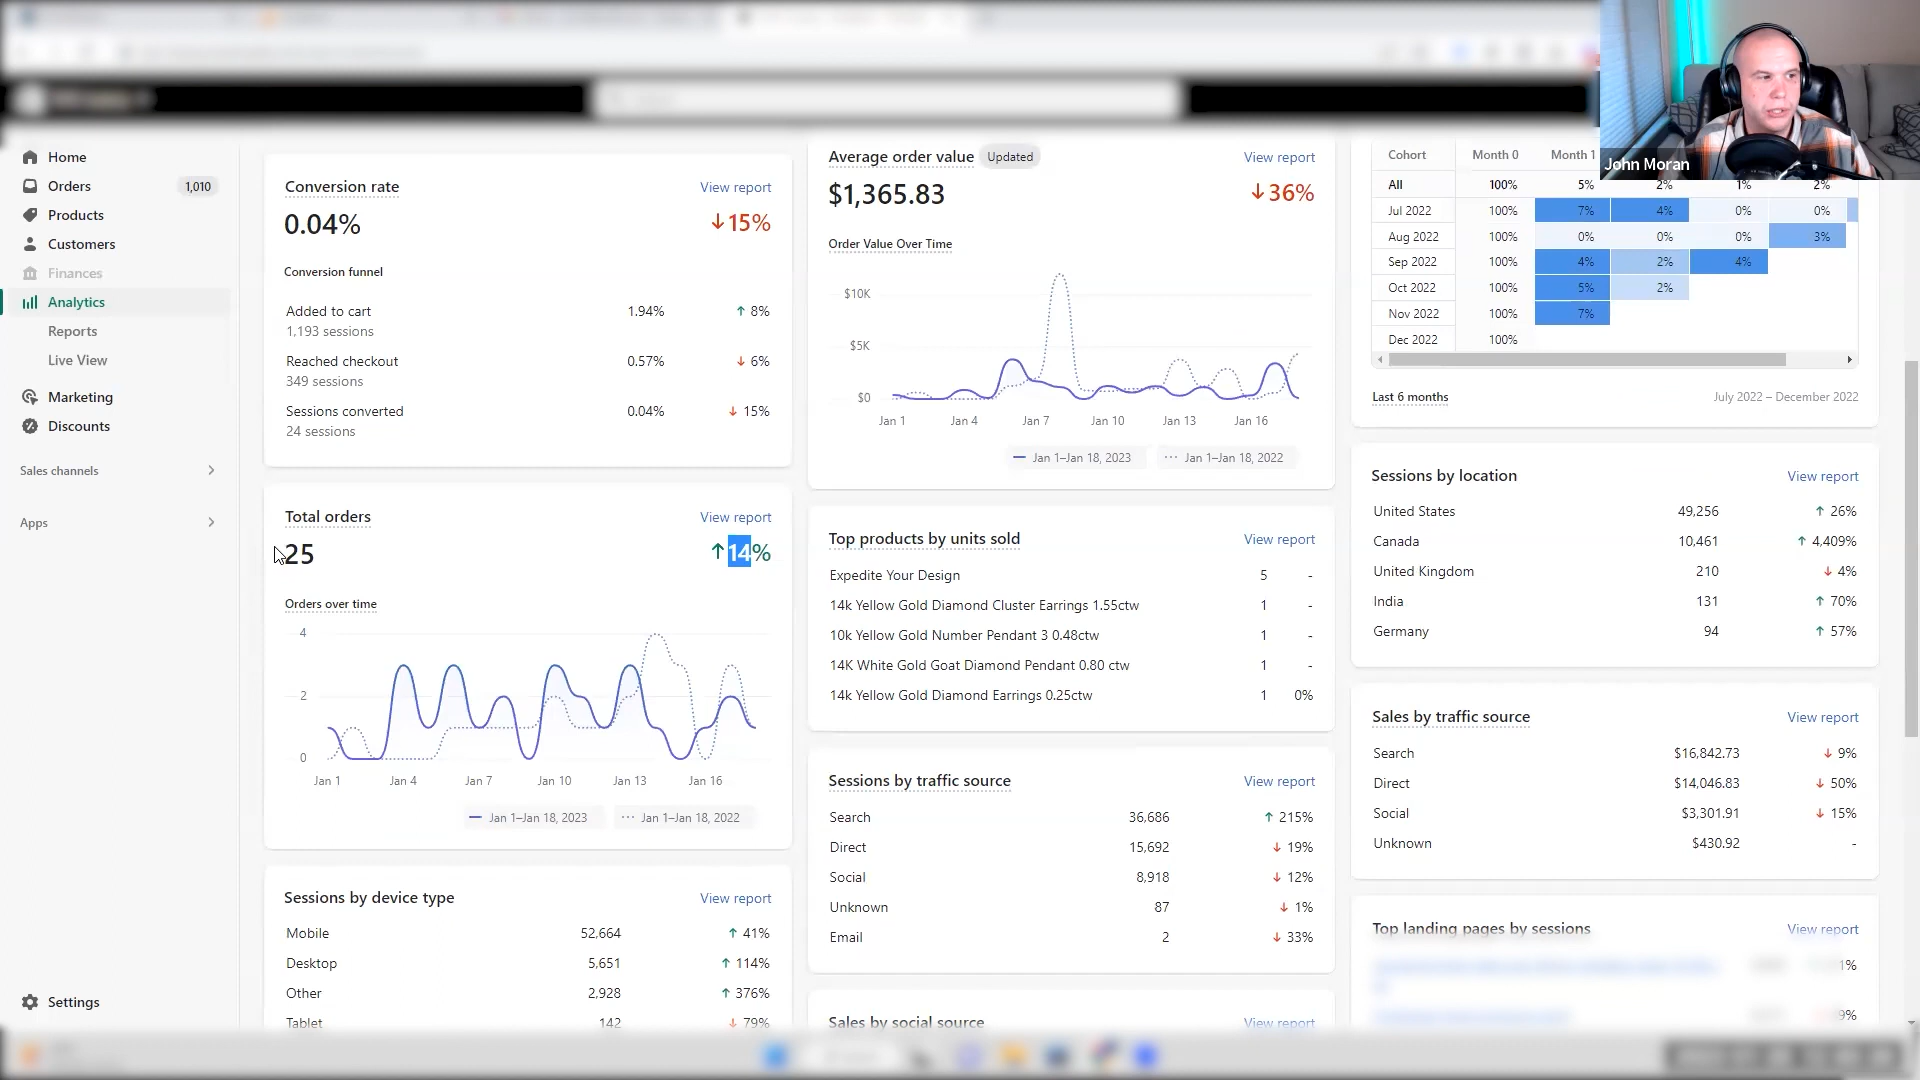 John Moran
Home
Orders 1,010
Products
Customers
Finances
Analytics
Reports
Live View
Marketing
Discounts
Sales channels
Apps
Settings
Conversion rate View report
0.04% ↓15%
Conversion funnel
Added to cart 1.94% ↑ 8%
1,193 sessions
Reached checkout 0.57% ↓ 6%
349 sessions
Sessions converted 0.04% ↓ 15%
24 sessions
Total orders View report
25 ↑14%
Orders over time
4
2
0
Jan 1 Jan 4 Jan 7 Jan 10 Jan 13 Jan 16
Jan 1–Jan 18, 2023 Jan 1–Jan 18, 2022
Sessions by device type View report
Mobile 52,664 ↑ 41%
Desktop 5,651 ↑ 114%
Other 2,928 ↑ 376%
Tablet 142 ↓ 79%
Average order value Updated View report
$1,365.83 ↓36%
Order Value Over Time
$10K
$5K
$0
Jan 1 Jan 4 Jan 7 Jan 10 Jan 13 Jan 16
Jan 1–Jan 18, 2023 Jan 1–Jan 18, 2022
Top products by units sold View report
Expedite Your Design 5 -
14k Yellow Gold Diamond Cluster Earrings 1.55ctw 1 -
10k Yellow Gold Number Pendant 3 0.48ctw 1 -
14K White Gold Goat Diamond Pendant 0.80 ctw 1 -
14k Yellow Gold Diamond Earrings 0.25ctw 1 0%
Sessions by traffic source View report
Search 36,686 ↑ 215%
Direct 15,692 ↓ 19%
Social 8,918 ↓ 12%
Unknown 87 ↓ 1%
Email 2 ↓ 33%
Sales by social source View report
Cohort Month 0 Month 1
All 100% 5% 2% 1% 2%
Jul 2022 100% 7% 4% 0% 0%
Aug 2022 100% 0% 0% 0% 3%
Sep 2022 100% 4% 2% 4%
Oct 2022 100% 5% 2%
Nov 2022 100% 7%
Dec 2022 100%
Last 6 months July 2022 – December 2022
Sessions by location View report
United States 49,256 ↑ 26%
Canada 10,461 ↑ 4,409%
United Kingdom 210 ↓ 4%
India 131 ↑ 70%
Germany 94 ↑ 57%
Sales by traffic source View report
Search $16,842.73 ↓ 9%
Direct $14,046.83 ↓ 50%
Social $3,301.91 ↓ 15%
Unknown $430.92 -
Top landing pages by sessions View report